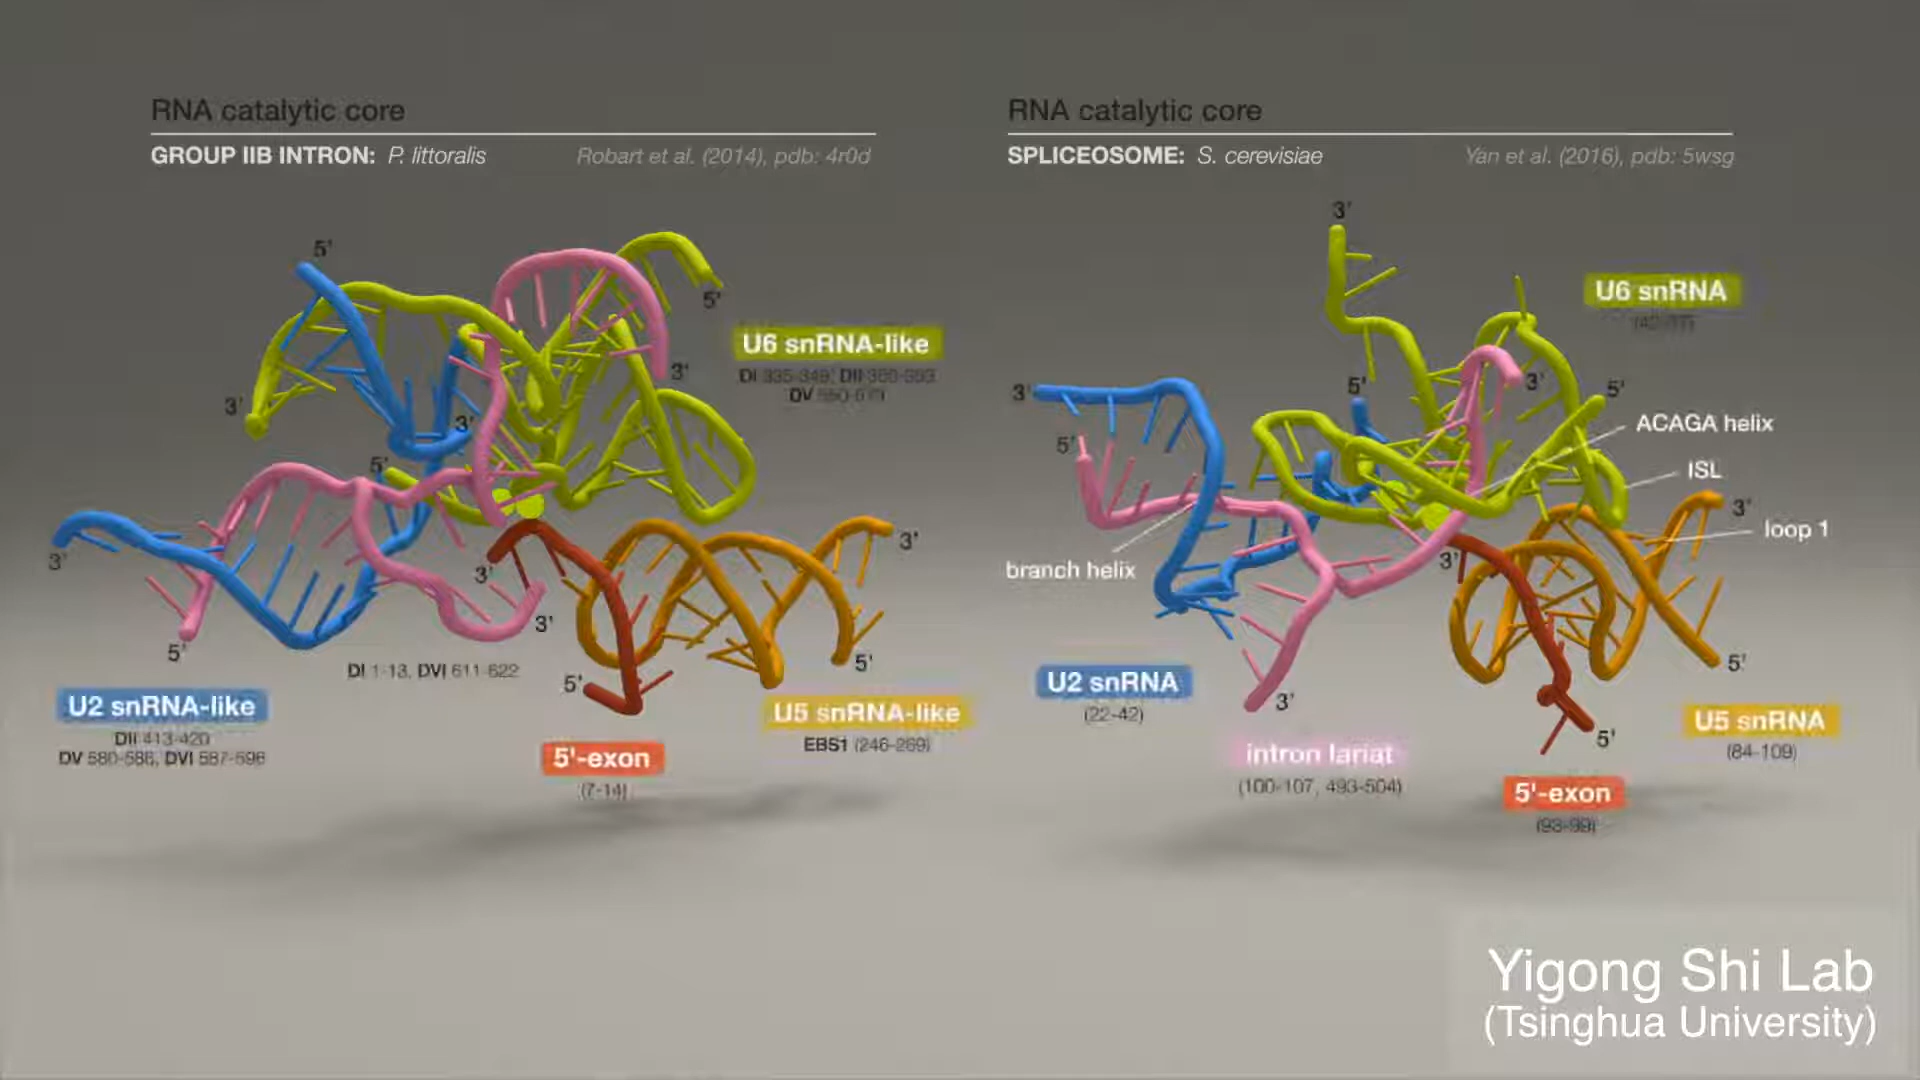 RNA catalytic core
GROUP IIB INTRON: P. littoralis
Robart et al. (2014), pdb: 4r0d
5'
5'
U6 snRNA-like
DI 335-349; DII
DV
3'
3'
3'
5'
3'
3'
3'
5'
3'
5'
5'
DI 1-13, DVI 611-622
U2 snRNA-like
DII 413-420
DV 580-586, DVI 587-598
5'-exon
(7-14)
U5 snRNA-like
EBS1 (246-269)
RNA catalytic core
SPLICEOSOME: S. cerevisiae
Yan et al. (2016), pdb: 5wsg
3'
U6 snRNA
3'
5'
3'
5'
5'
ACAGA helix
ISL
3'
loop 1
branch helix
3'
5'
3'
5'
U2 snRNA
(22-42)
intron lariat
(100-107, 493-504)
5'-exon
(93-99)
U5 snRNA
(84-109)
Yigong Shi Lab
(Tsinghua University)